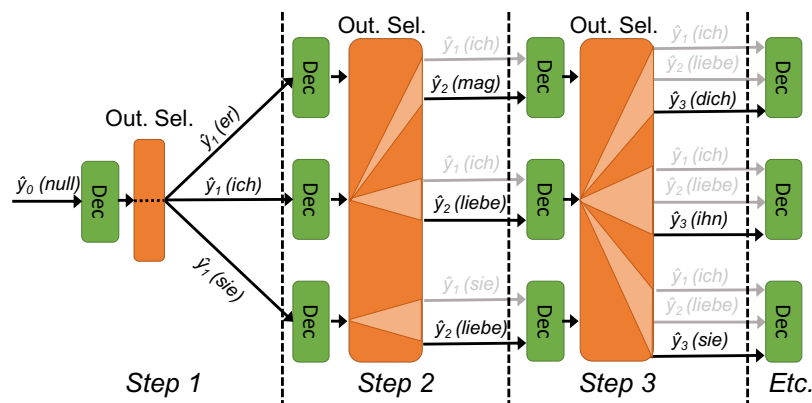 Out. Sel.
Out. Sel.
Out. Sel.
ŷ0 (null)
Dec
ŷ1 (er)
ŷ1 (ich)
ŷ1 (sie)
Dec
Dec
Dec
ŷ1 (ich)
ŷ2 (mag)
ŷ1 (ich)
ŷ2 (liebe)
ŷ1 (sie)
ŷ2 (liebe)
Dec
Dec
Dec
ŷ1 (ich)
ŷ2 (liebe)
ŷ3 (dich)
ŷ1 (ich)
ŷ2 (liebe)
ŷ3 (ihn)
ŷ1 (ich)
ŷ2 (liebe)
ŷ3 (sie)
Dec
Dec
Dec
Step 1
Step 2
Step 3
Etc.